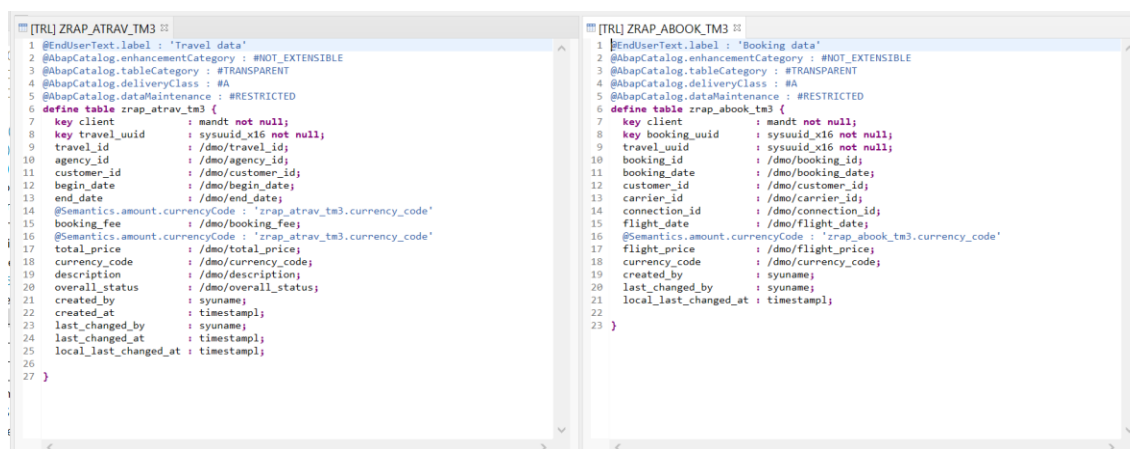 [TRL] ZRAP_ATRAV_TM3
1 @EndUserText.label : 'Travel data'
2 @AbapCatalog.enhancementCategory : #NOT_EXTENSIBLE
3 @AbapCatalog.tableCategory : #TRANSPARENT
4 @AbapCatalog.deliveryClass : #A
5 @AbapCatalog.dataMaintenance : #RESTRICTED
6 define table zrap_atrav_tm3 {
7 key client : mandt not null;
8 key travel_uuid : sysuuid_x16 not null;
9 travel_id : /dmo/travel_id;
10 agency_id : /dmo/agency_id;
11 customer_id : /dmo/customer_id;
12 begin_date : /dmo/begin_date;
13 end_date : /dmo/end_date;
14 @Semantics.amount.currencyCode : 'zrap_atrav_tm3.currency_code'
15 booking_fee : /dmo/booking_fee;
16 @Semantics.amount.currencyCode : 'zrap_atrav_tm3.currency_code'
17 total_price : /dmo/total_price;
18 currency_code : /dmo/currency_code;
19 description : /dmo/description;
20 overall_status : /dmo/overall_status;
21 created_by : syuname;
22 created_at : timestampl;
23 last_changed_by : syuname;
24 last_changed_at : timestampl;
25 local_last_changed_at : timestampl;
26
27 }
[TRL] ZRAP_ABOOK_TM3
1 @EndUserText.label : 'Booking data'
2 @AbapCatalog.enhancementCategory : #NOT_EXTENSIBLE
3 @AbapCatalog.tableCategory : #TRANSPARENT
4 @AbapCatalog.deliveryClass : #A
5 @AbapCatalog.dataMaintenance : #RESTRICTED
6 define table zrap_abook_tm3 {
7 key client : mandt not null;
8 key booking_uuid : sysuuid_x16 not null;
9 travel_uuid : sysuuid_x16 not null;
10 booking_id : /dmo/booking_id;
11 booking_date : /dmo/booking_date;
12 customer_id : /dmo/customer_id;
13 carrier_id : /dmo/carrier_id;
14 connection_id : /dmo/connection_id;
15 flight_date : /dmo/flight_date;
16 @Semantics.amount.currencyCode : 'zrap_abook_tm3.currency_code'
17 flight_price : /dmo/flight_price;
18 currency_code : /dmo/currency_code;
19 created_by : syuname;
20 last_changed_by : syuname;
21 local_last_changed_at : timestampl;
22
23 }